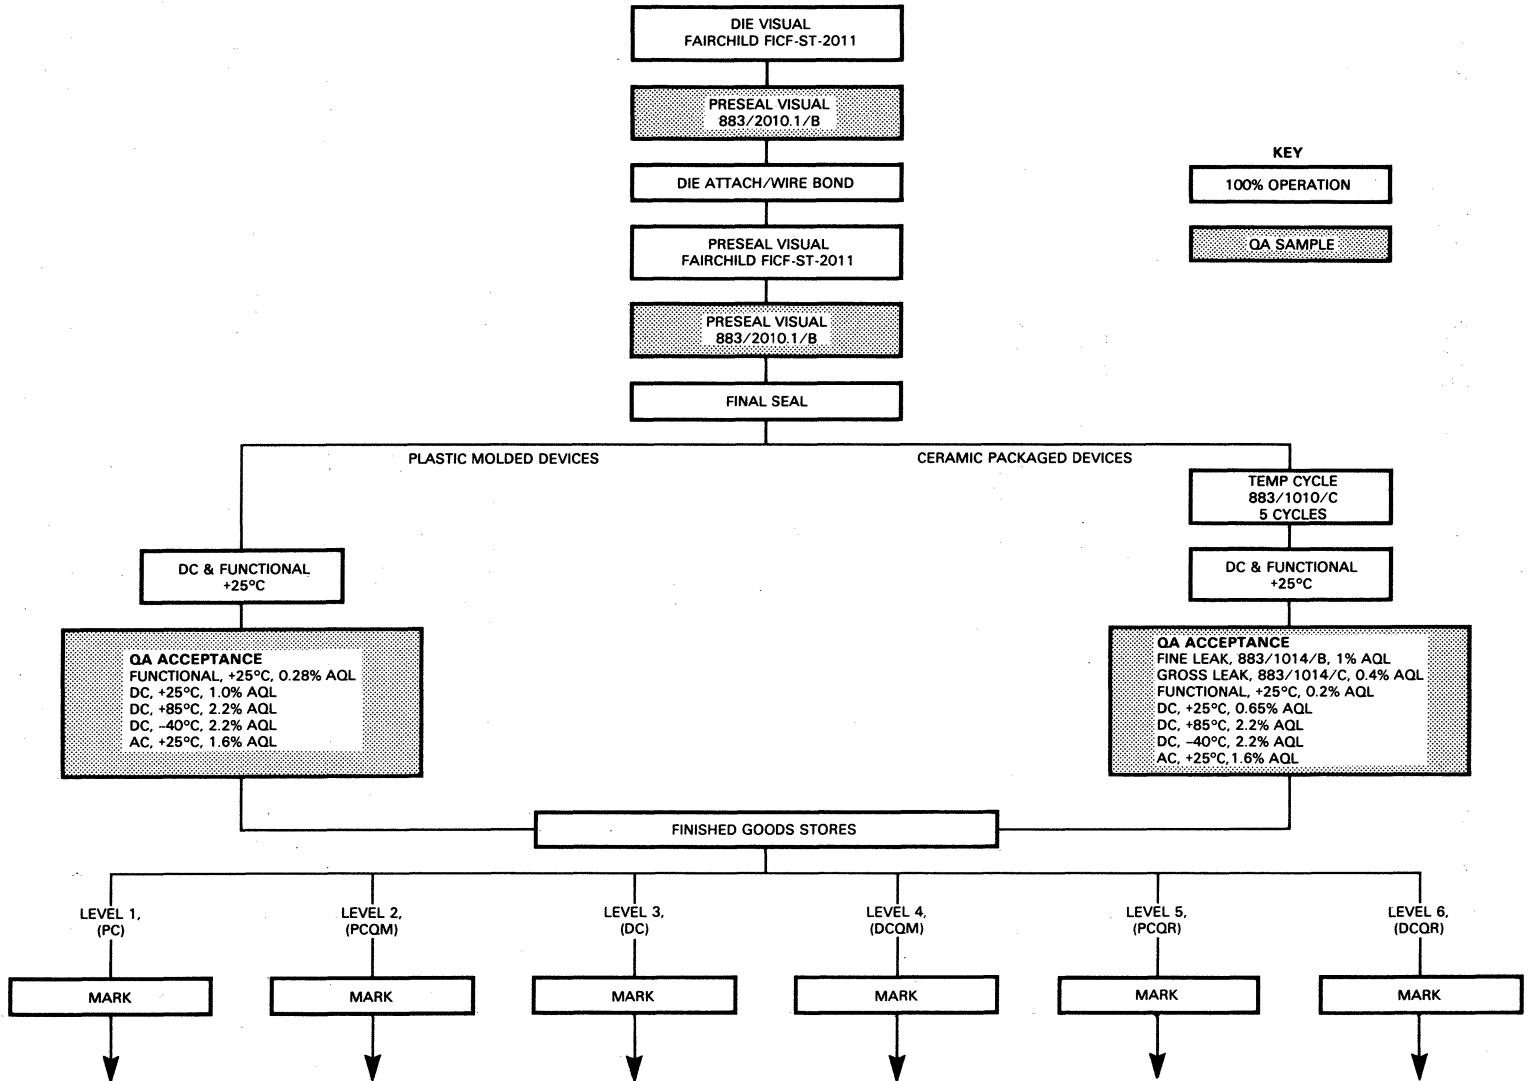 DIE VISUAL
FAIRCHILD FICF-ST-2011
PRESEAL VISUAL
883/2010.1/B
KEY
100% OPERATION
DIE ATTACH/WIRE BOND
PRESEAL VISUAL
FAIRCHILD FICF-ST-2011
QA SAMPLE
PRESEAL VISUAL
883/2010.1/B
FINAL SEAL
PLASTIC MOLDED DEVICES
CERAMIC PACKAGED DEVICES
TEMP CYCLE
883/1010/C
5 CYCLES
DC & FUNCTIONAL
+25°C
DC & FUNCTIONAL
+25°C
QA ACCEPTANCE
FUNCTIONAL, +25°C, 0.28% AQL
DC, +25°C, 1.0% AQL
DC, +85°C, 2.2% AQL
DC, –40°C, 2.2% AQL
AC, +25°C, 1.6% AQL
QA ACCEPTANCE
FINE LEAK, 883/1014/B, 1% AQL
GROSS LEAK, 883/1014/C, 0.4% AQL
FUNCTIONAL, +25°C, 0.2% AQL
DC, +25°C, 0.65% AQL
DC, +85°C, 2.2% AQL
DC, –40°C, 2.2% AQL
AC, +25°C, 1.6% AQL
FINISHED GOODS STORES
LEVEL 1,
(PC)
LEVEL 2,
(PCQM)
LEVEL 3,
(DC)
LEVEL 4,
(DCQM)
LEVEL 5,
(PCQR)
LEVEL 6,
(DCQR)
MARK
MARK
MARK
MARK
MARK
MARK